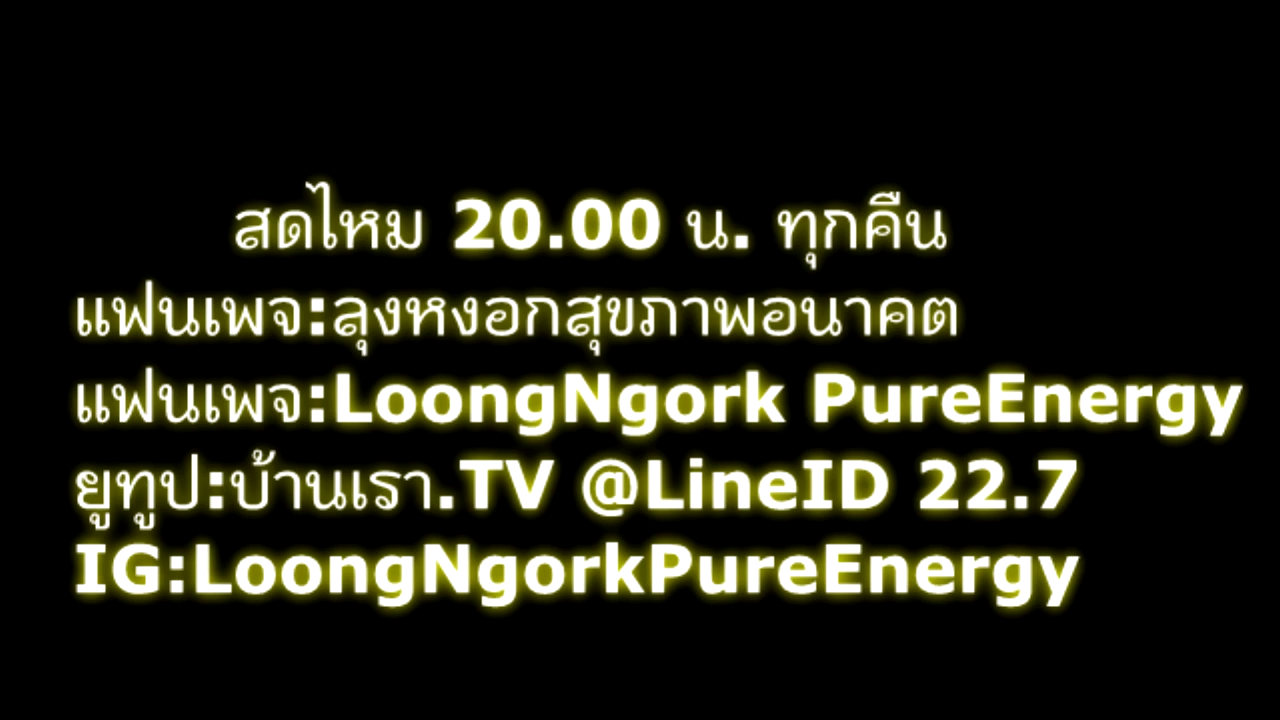 สดไหม 20.00 น. ทุกคืน
แฟนเพจ:ลุงหงอกสุขภาพอนาคต
แฟนเพจ:LoongNgork PureEnergy
ยูทูป:บ้านเรา.TV @LineID 22.7
IG:LoongNgorkPureEnergy